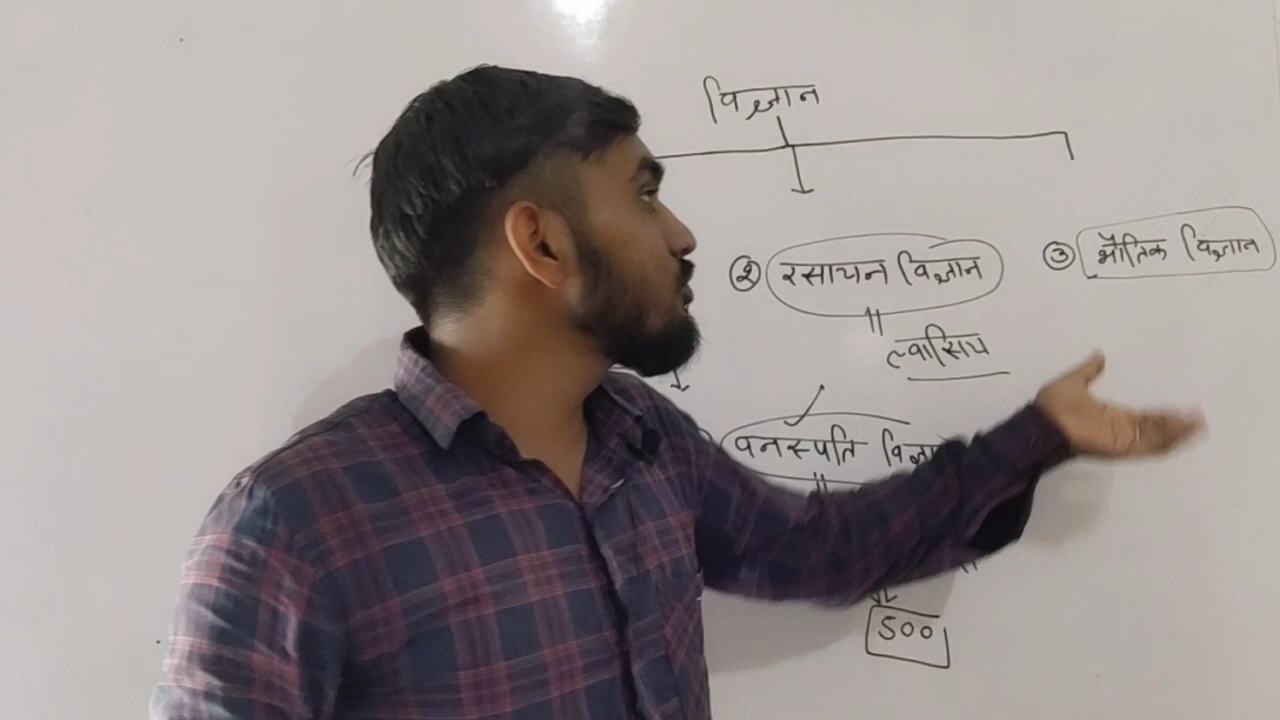 विज्ञान
② रसायन विज्ञान
③ भौतिक विज्ञान
ल्वासिय
वनस्पति
500